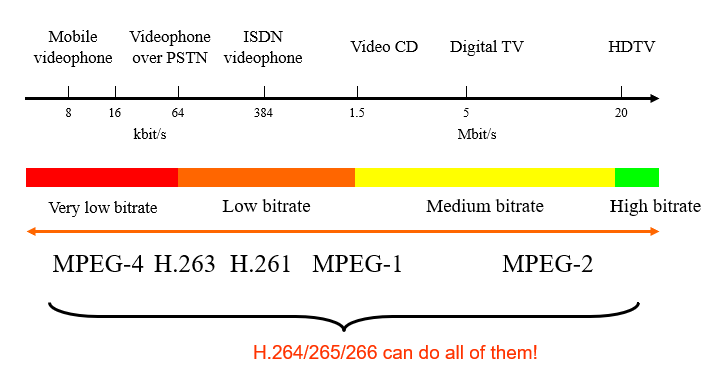 Mobile videophone
Videophone over PSTN
ISDN videophone
Video CD
Digital TV
HDTV
8 16 64 384 1.5 5 20
kbit/s Mbit/s
Very low bitrate Low bitrate Medium bitrate High bitrate
MPEG-4 H.263 H.261 MPEG-1 MPEG-2
H.264/265/266 can do all of them!